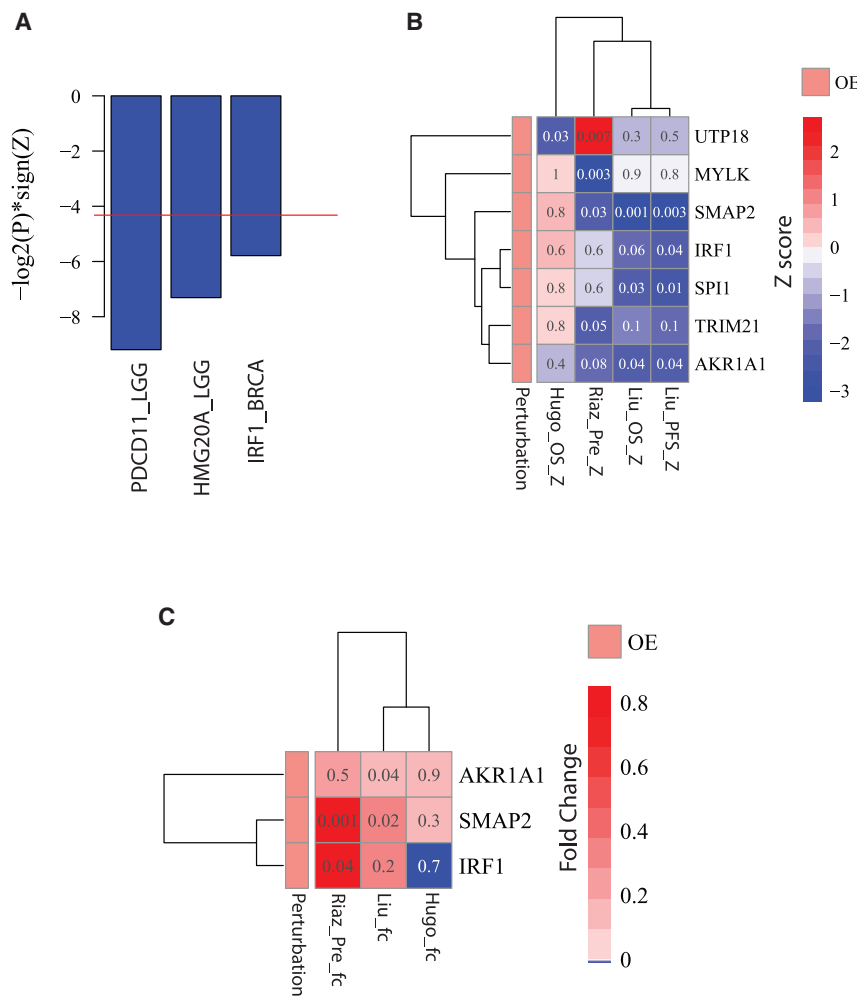 A
−log2(P)*sign(Z)
0
−2
−4
−6
−8
PDCD11_LGG
HMG20A_LGG
IRF1_BRCA
B
OE
0.03 0.007 0.3 0.5 UTP18
1 0.003 0.9 0.8 MYLK
0.8 0.03 0.001 0.003 SMAP2
0.6 0.6 0.06 0.04 IRF1
0.8 0.6 0.03 0.01 SPI1
0.8 0.05 0.1 0.1 TRIM21
0.4 0.08 0.04 0.04 AKR1A1
Perturbation
Hugo_OS_Z
Riaz_Pre_Z
Liu_OS_Z
Liu_PFS_Z
Z score
2
1
0
−1
−2
−3
C
OE
0.5 0.04 0.9 AKR1A1
0.001 0.02 0.3 SMAP2
0.04 0.2 0.7 IRF1
Perturbation
Riaz_Pre_fc
Liu_fc
Hugo_fc
Fold Change
0.8
0.6
0.4
0.2
0